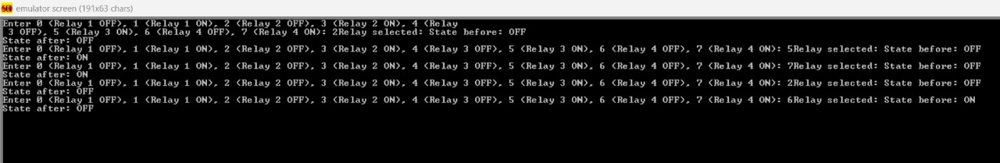 emulator screen (191x63 chars)
Enter 0 (Relay 1 OFF), 1 (Relay 1 ON), 2 (Relay 2 OFF), 3 (Relay 2 ON), 4 (Relay
3 OFF), 5 (Relay 3 ON), 6 (Relay 4 OFF), 7 (Relay 4 ON): 2Relay selected: State before: OFF
State after: OFF
Enter 0 (Relay 1 OFF), 1 (Relay 1 ON), 2 (Relay 2 OFF), 3 (Relay 2 ON), 4 (Relay 3 OFF), 5 (Relay 3 ON), 6 (Relay 4 OFF), 7 (Relay 4 ON): 5Relay selected: State before: OFF
State after: ON
Enter 0 (Relay 1 OFF), 1 (Relay 1 ON), 2 (Relay 2 OFF), 3 (Relay 2 ON), 4 (Relay 3 OFF), 5 (Relay 3 ON), 6 (Relay 4 OFF), 7 (Relay 4 ON): 7Relay selected: State before: OFF
State after: ON
Enter 0 (Relay 1 OFF), 1 (Relay 1 ON), 2 (Relay 2 OFF), 3 (Relay 2 ON), 4 (Relay 3 OFF), 5 (Relay 3 ON), 6 (Relay 4 OFF), 7 (Relay 4 ON): 2Relay selected: State before: OFF
State after: OFF
Enter 0 (Relay 1 OFF), 1 (Relay 1 ON), 2 (Relay 2 OFF), 3 (Relay 2 ON), 4 (Relay 3 OFF), 5 (Relay 3 ON), 6 (Relay 4 OFF), 7 (Relay 4 ON): 6Relay selected: State before: ON
State after: OFF